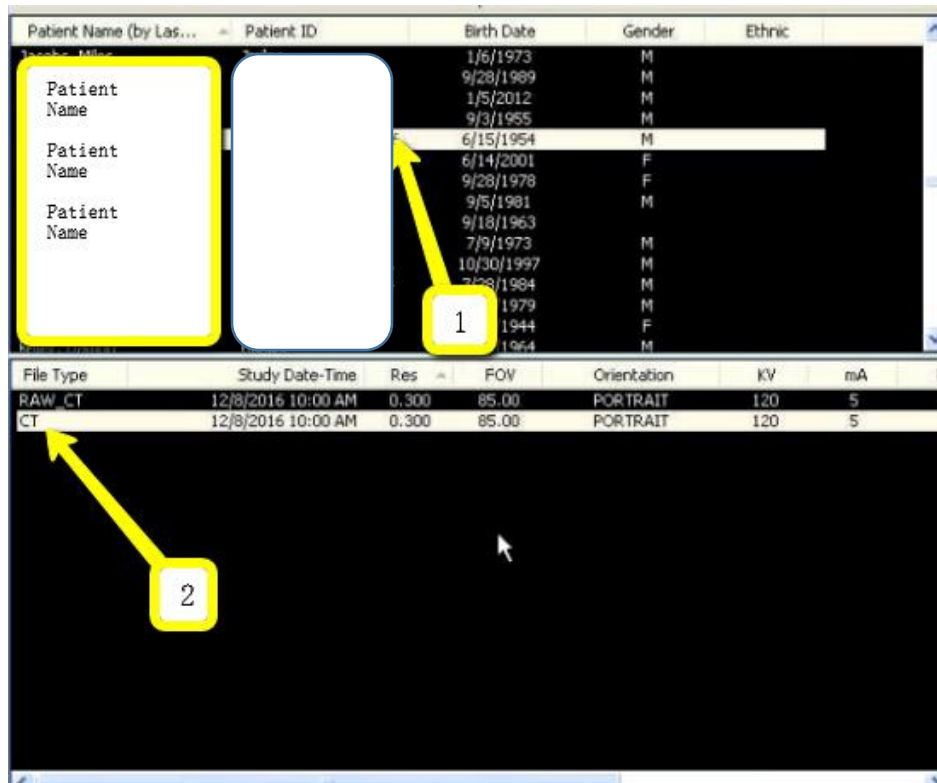 Patient Name (by Las... Patient ID Birth Date Gender Ethnic
1/6/1973 M
9/28/1989 M
1/5/2012 M
9/3/1955 M
6/15/1954 M
6/14/2001 F
9/28/1978 F
9/5/1981 M
9/18/1963
7/9/1973 M
10/30/1997 M
1984 M
1979 M
1944 F
1964 M
Patient
Name
Patient
Name
Patient
Name
1
File Type Study Date-Time Res FOV Orientation KV mA
RAW_CT 12/8/2016 10:00 AM 0.300 85.00 PORTRAIT 120 5
CT 12/8/2016 10:00 AM 0.300 85.00 PORTRAIT 120 5
2